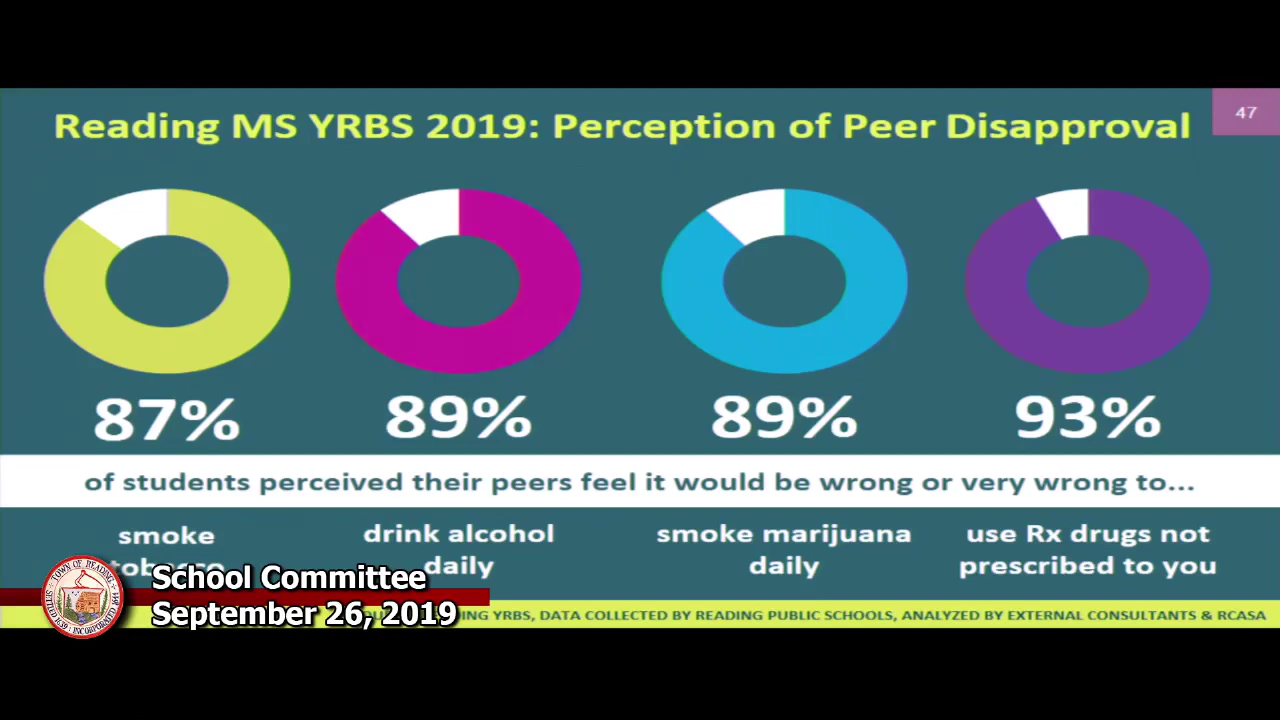 Reading MS YRBS 2019: Perception of Peer Disapproval
47
87%
89%
89%
93%
of students perceived their peers feel it would be wrong or very wrong to...
smoke
drink alcohol
daily
smoke marijuana
daily
use Rx drugs not
prescribed to you
TOWN OF READING
School Committee
September 26, 2019
YRBS, DATA COLLECTED BY READING PUBLIC SCHOOLS, ANALYZED BY EXTERNAL CONSULTANTS & RCASA